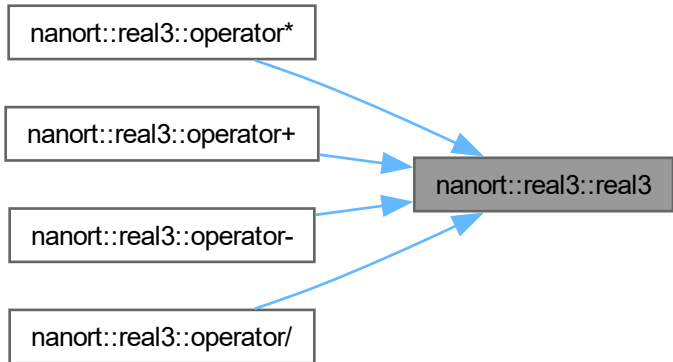 nanort::real3::operator*
nanort::real3::operator+
nanort::real3::real3
nanort::real3::operator-
nanort::real3::operator/